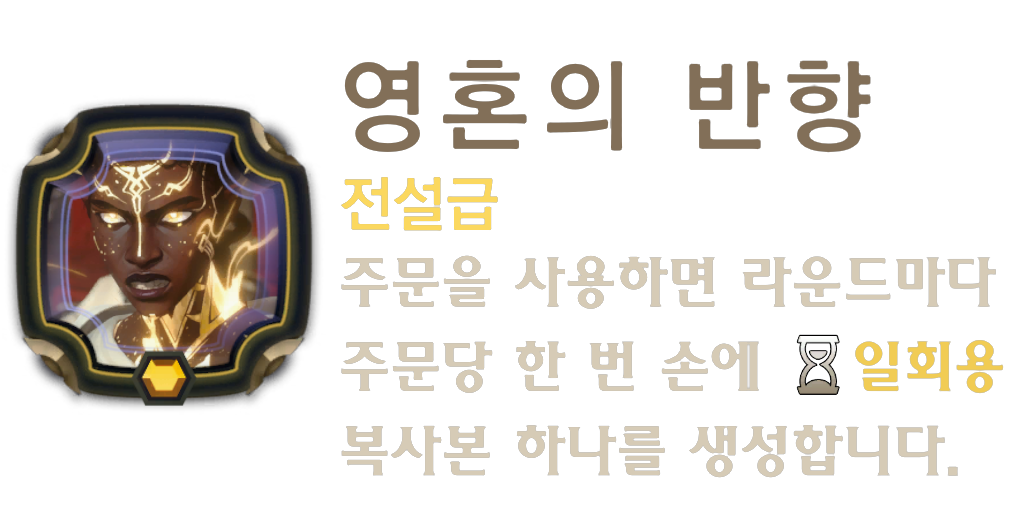 영혼의 반향
전설급
주문을 사용하면 라운드마다
주문당 한 번 손에 일회용
복사본 하나를 생성합니다.